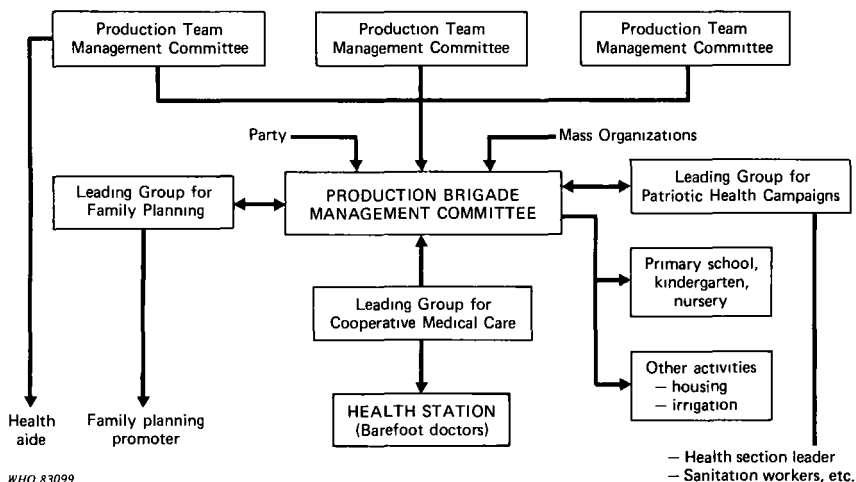 Production Team
Management Committee
Production Team
Management Committee
Production Team
Management Committee
Party
Mass Organizations
Leading Group for
Family Planning
PRODUCTION BRIGADE
MANAGEMENT COMMITTEE
Leading Group for
Patriotic Health Campaigns
Primary school,
kindergarten,
nursery
Leading Group for
Cooperative Medical Care
Other activities
– housing
– irrigation
HEALTH STATION
(Barefoot doctors)
Health
aide
Family planning
promoter
– Health section leader
– Sanitation workers, etc.
WHO 83099